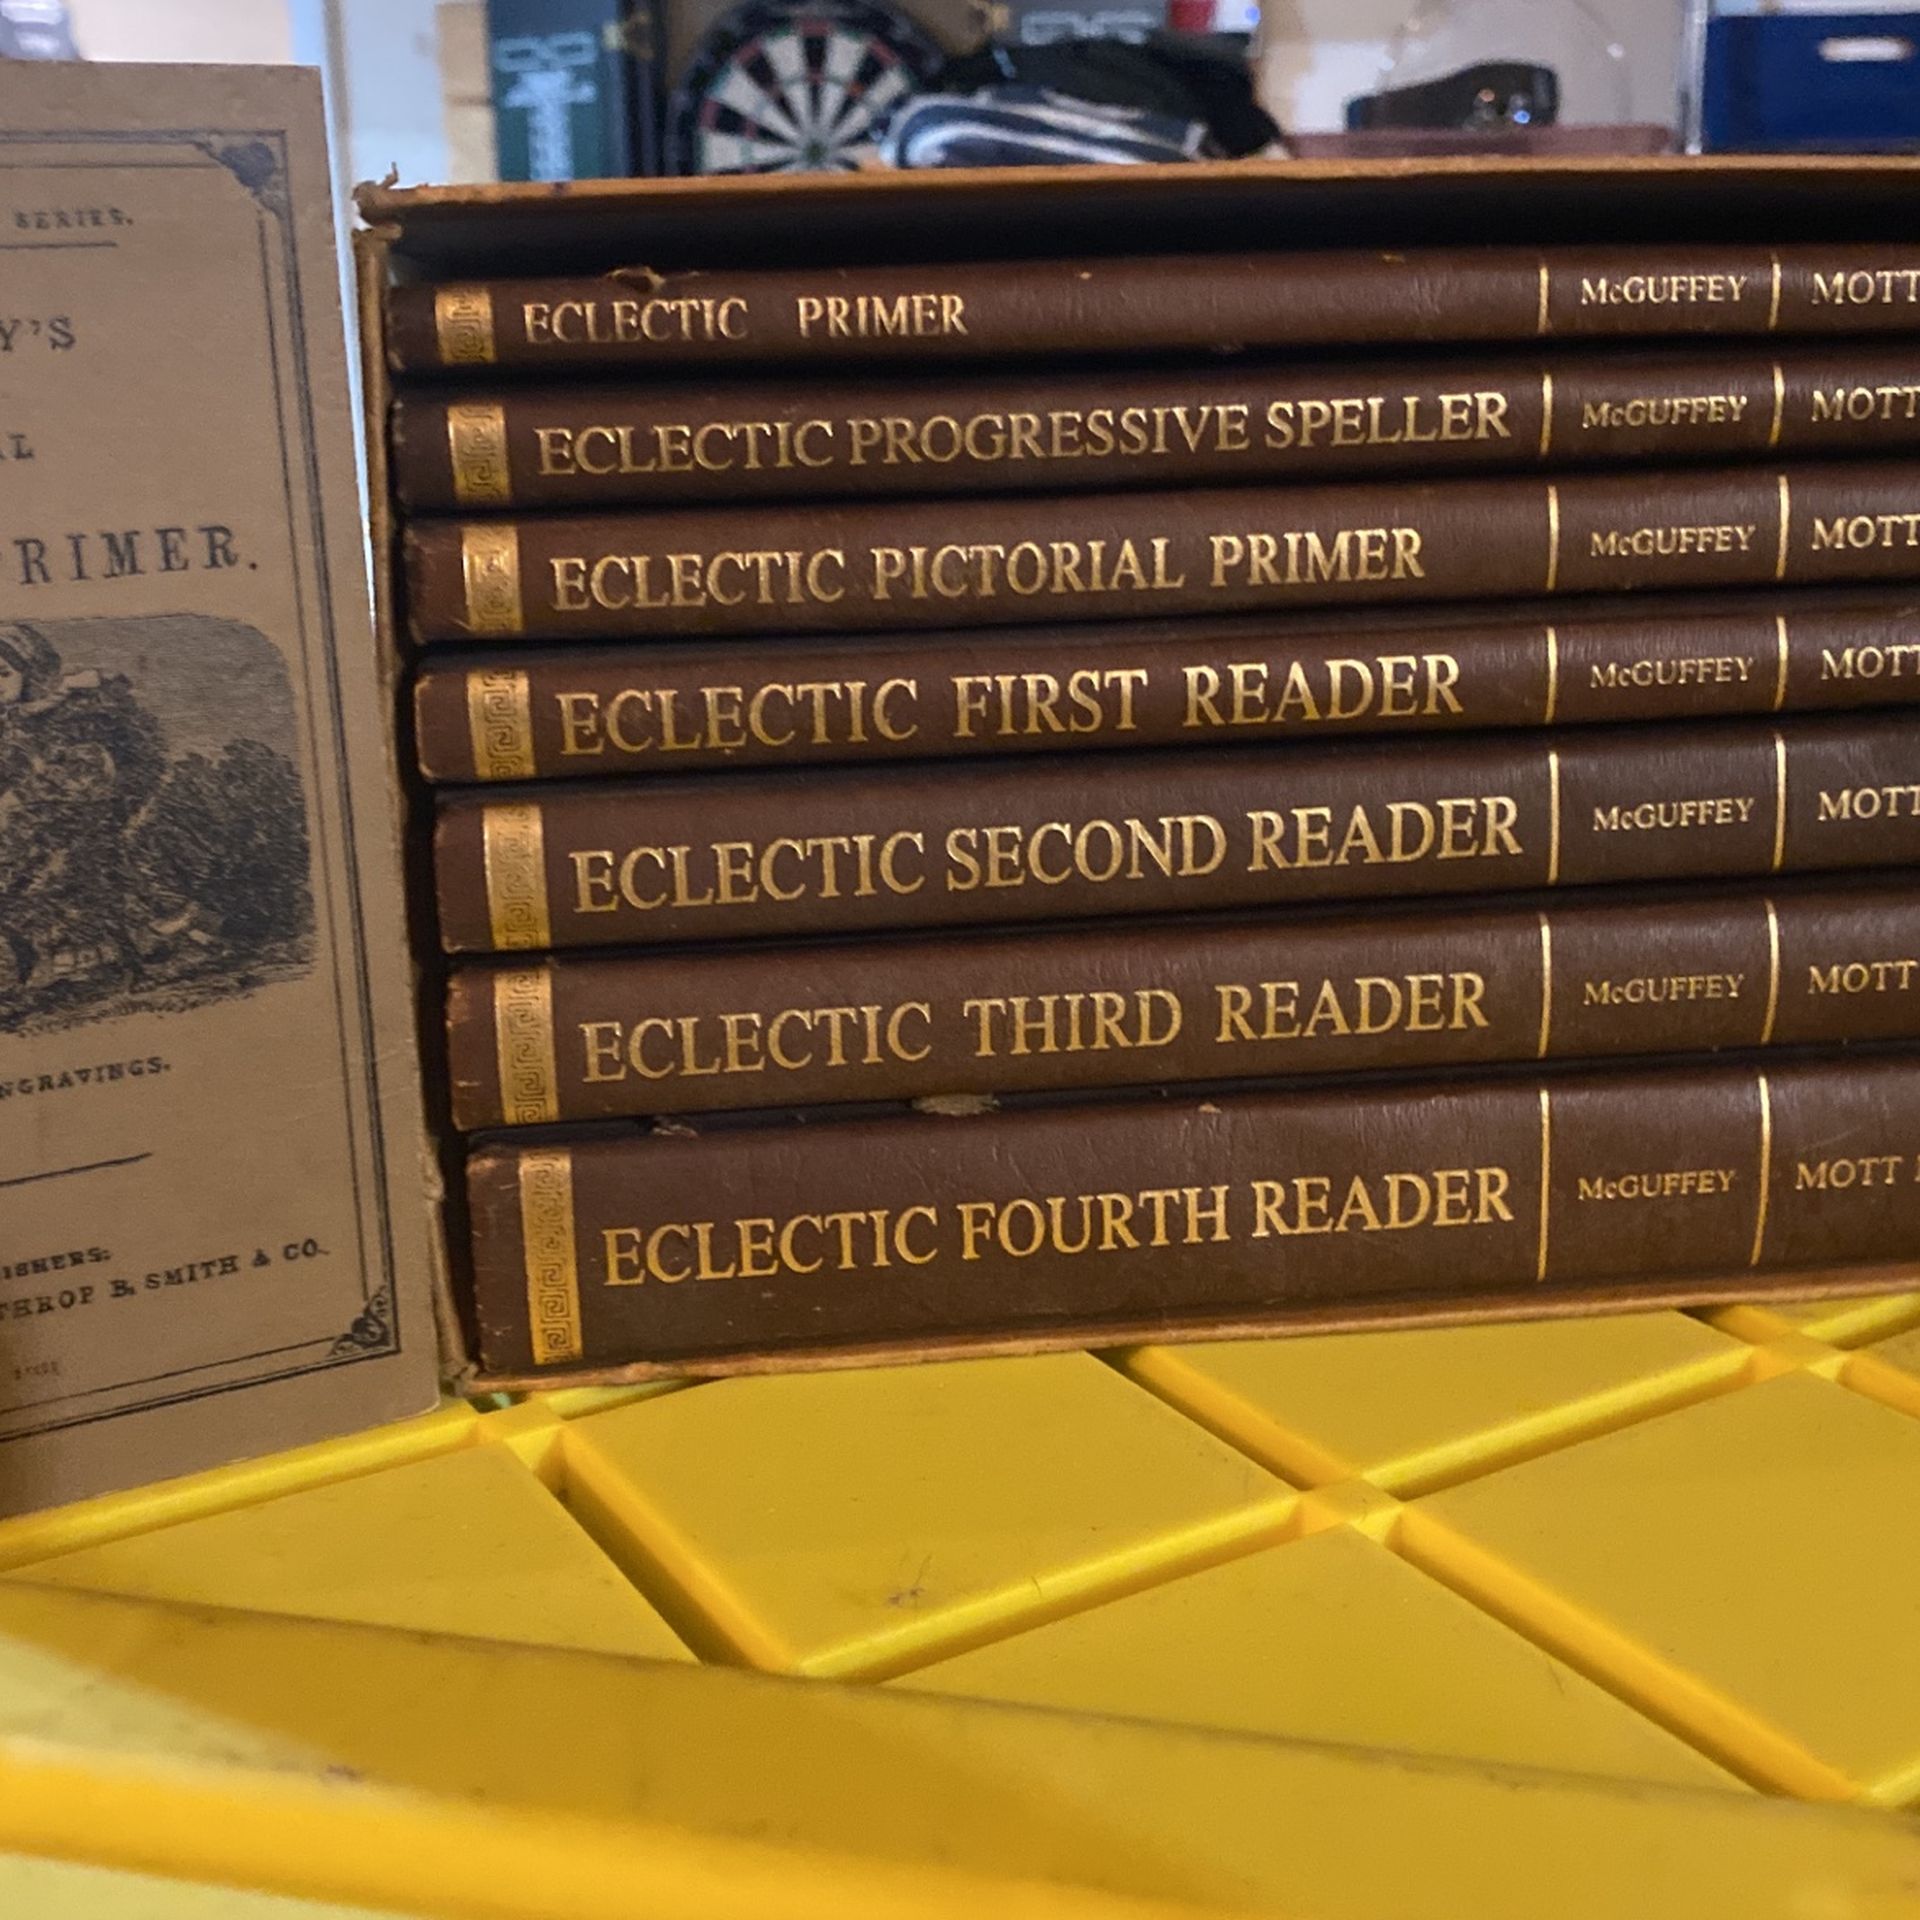 SERIES.
Y'S
AL
RIMER.
NGRAVINGS.
ISHERS:
THROP B. SMITH & CO.
ECLECTIC PRIMER McGUFFEY MOTT
ECLECTIC PROGRESSIVE SPELLER McGUFFEY MOTT
ECLECTIC PICTORIAL PRIMER McGUFFEY MOTT
ECLECTIC FIRST READER McGUFFEY MOTT
ECLECTIC SECOND READER McGUFFEY MOTT
ECLECTIC THIRD READER McGUFFEY MOTT
ECLECTIC FOURTH READER McGUFFEY MOTT